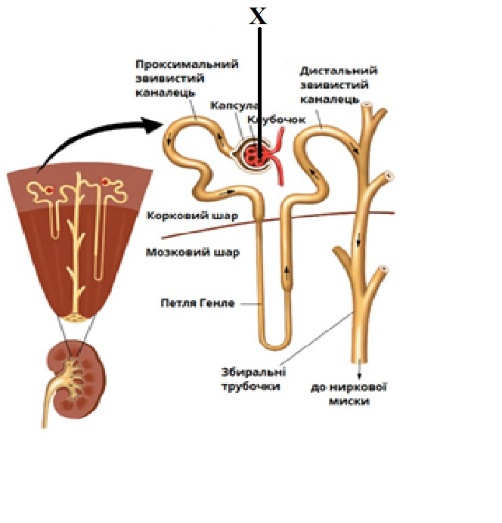 X
Проксимальний
звивистий
каналець
Дистальний
звивистий
каналець
Капсула
Клубочок
Корковий шар
Мозковий шар
Петля Генле
Збиральні
трубочки
до ниркової
миски